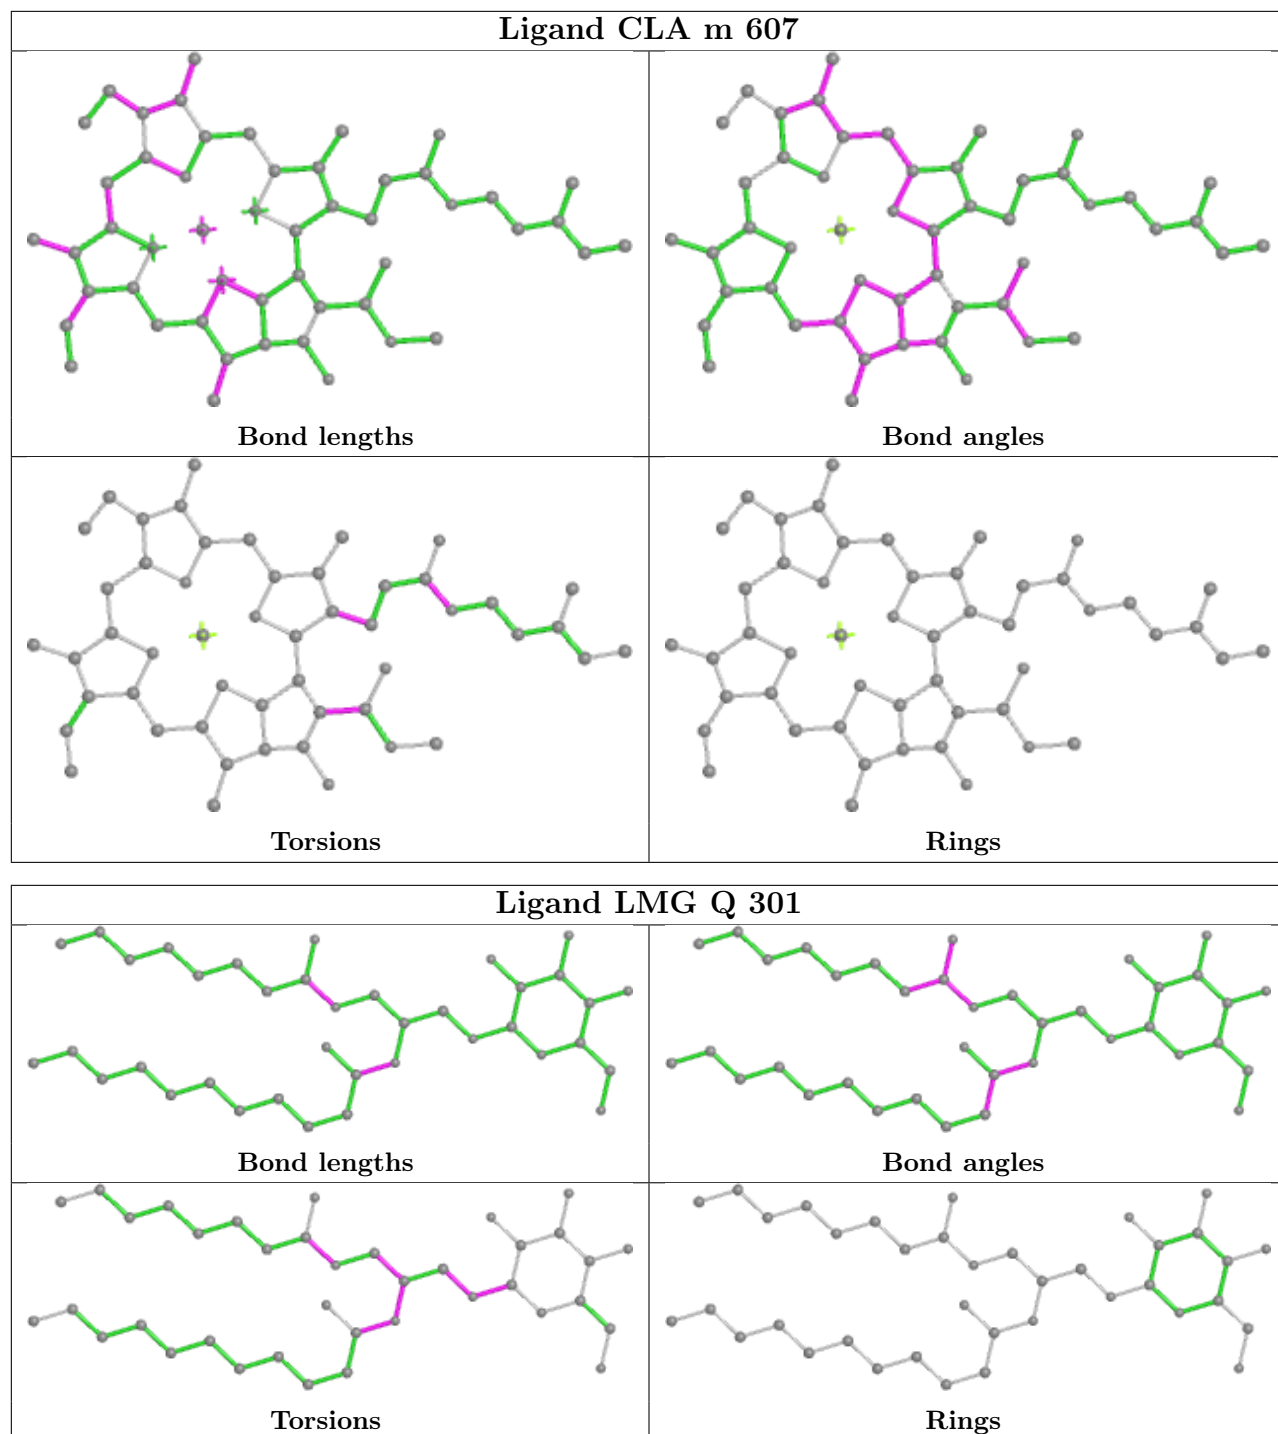 Ligand CLA m 607
Bond lengths
Bond angles
Torsions
Rings
Ligand LMG Q 301
Bond lengths
Bond angles
Torsions
Rings